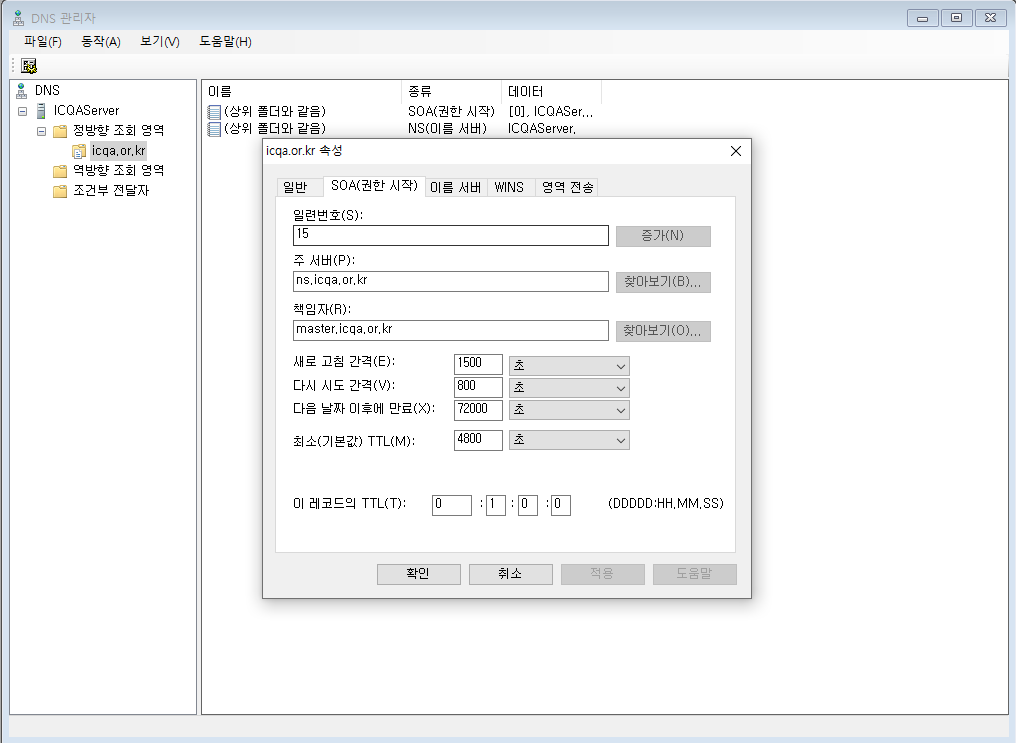 DNS 관리자
파일(F) 동작(A) 보기(V) 도움말(H)
DNS
ICQAServer
정방향 조회 영역
icqa.or.kr
역방향 조회 영역
조건부 전달자
이름 종류 데이터
(상위 폴더와 같음) SOA(권한 시작) [0], ICQASer...
(상위 폴더와 같음) NS(이름 서버) ICQAServer.
icqa.or.kr 속성
일반 SOA(권한 시작) 이름 서버 WINS 영역 전송
일련번호(S):
15 증가(N)
주 서버(P):
ns.icqa.or.kr 찾아보기(B)...
책임자(R):
master.icqa.or.kr 찾아보기(O)...
새로 고침 간격(E): 1500 초
다시 시도 간격(V): 800 초
다음 날짜 이후에 만료(X): 72000 초
최소(기본값) TTL(M): 4800 초
이 레코드의 TTL(T): 0 :1 :0 :0 (DDDDD:HH.MM.SS)
확인 취소 적용 도움말